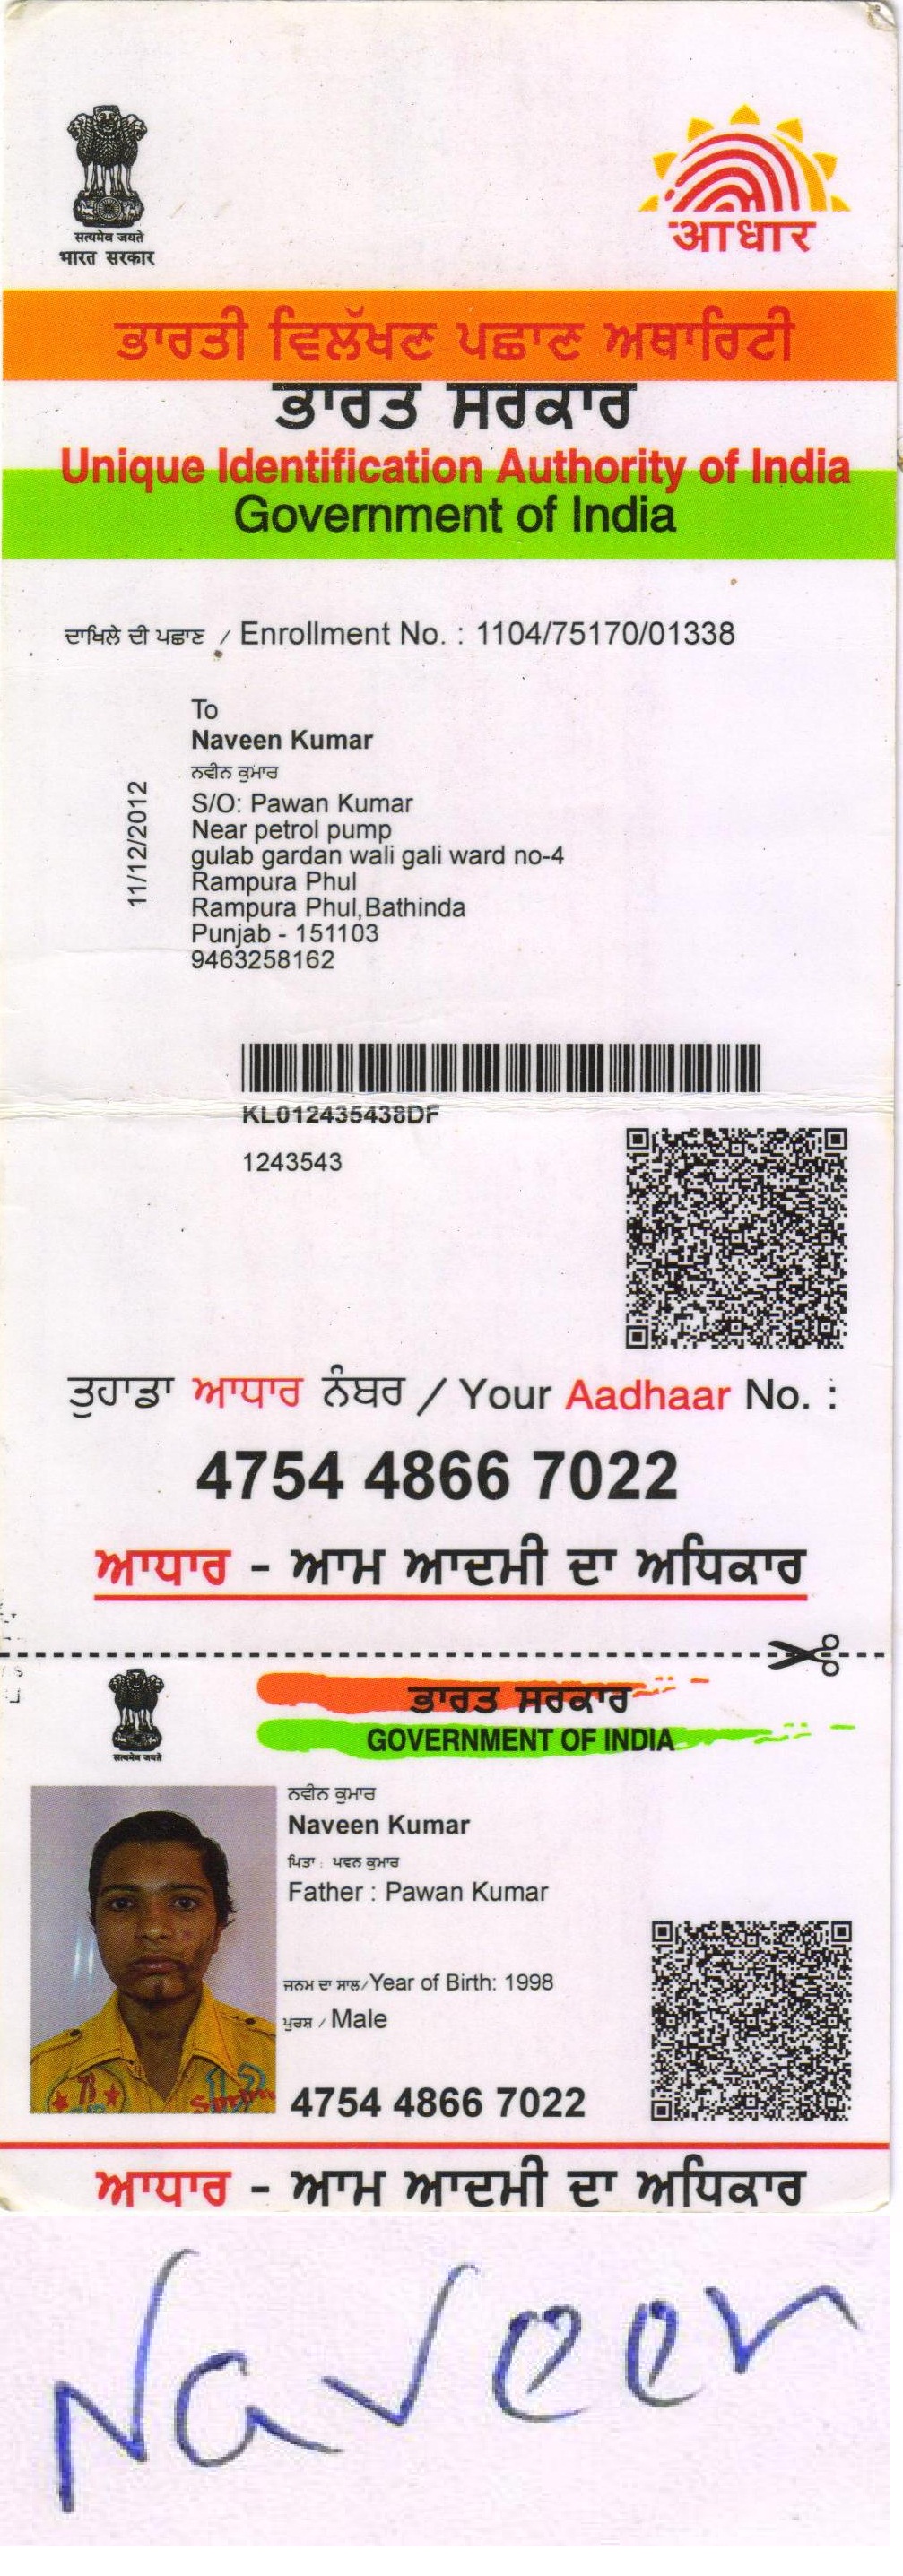 सत्यमेव जयते
भारत सरकार
आधार
ਭਾਰਤੀ ਵਿਲੱਖਣ ਪਛਾਣ ਅਥਾਰਿਟੀ
ਭਾਰਤ ਸਰਕਾਰ
Unique Identification Authority of India
Government of India
ਦਾਖਿਲੇ ਦੀ ਪਛਾਣ / Enrollment No. : 1104/75170/01338
11/12/2012
To
Naveen Kumar
ਨਵੀਨ ਕੁਮਾਰ
S/O: Pawan Kumar
Near petrol pump
gulab gardan wali gali ward no-4
Rampura Phul
Rampura Phul,Bathinda
Punjab - 151103
9463258162
KL012435438DF
1243543
ਤੁਹਾਡਾ ਆਧਾਰ ਨੰਬਰ / Your Aadhaar No. :
4754 4866 7022
ਆਧਾਰ - ਆਮ ਆਦਮੀ ਦਾ ਅਧਿਕਾਰ
सत्यमेव जयते
ਭਾਰਤ ਸਰਕਾਰ
GOVERNMENT OF INDIA
ਨਵੀਨ ਕੁਮਾਰ
Naveen Kumar
ਪਿਤਾ : ਪਵਨ ਕੁਮਾਰ
Father : Pawan Kumar
ਜਨਮ ਦਾ ਸਾਲ/Year of Birth: 1998
ਪੁਰਸ਼ / Male
4754 4866 7022
ਆਧਾਰ - ਆਮ ਆਦਮੀ ਦਾ ਅਧਿਕਾਰ
Naveen